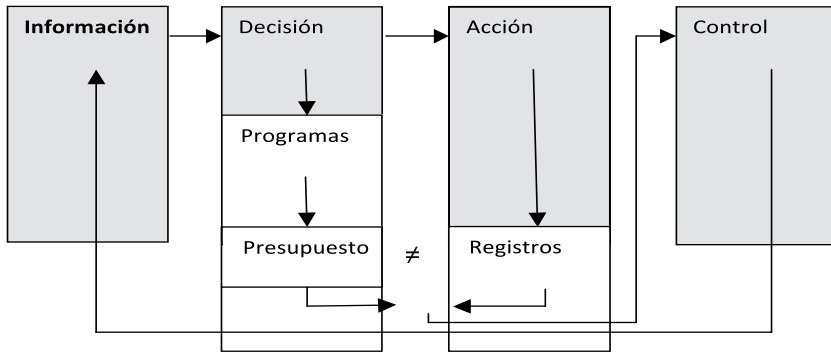 Información
Decisión
Acción
Control
Programas
Presupuesto
≠
Registros